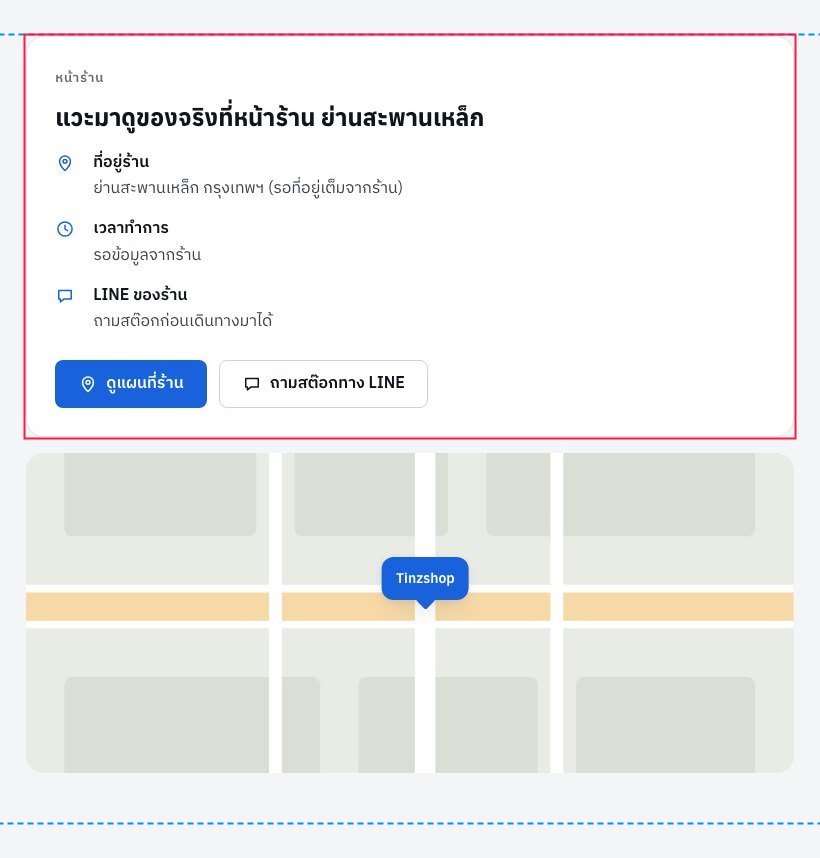 หน้าร้าน
แวะมาดูของจริงที่หน้าร้าน ย่านสะพานเหล็ก
ที่อยู่ร้าน
ย่านสะพานเหล็ก กรุงเทพฯ (รอที่อยู่เต็มจากร้าน)
เวลาทำการ
รอข้อมูลจากร้าน
LINE ของร้าน
ถามสต๊อกก่อนเดินทางมาได้
ดูแผนที่ร้าน
ถามสต๊อกทาง LINE
Tinzshop